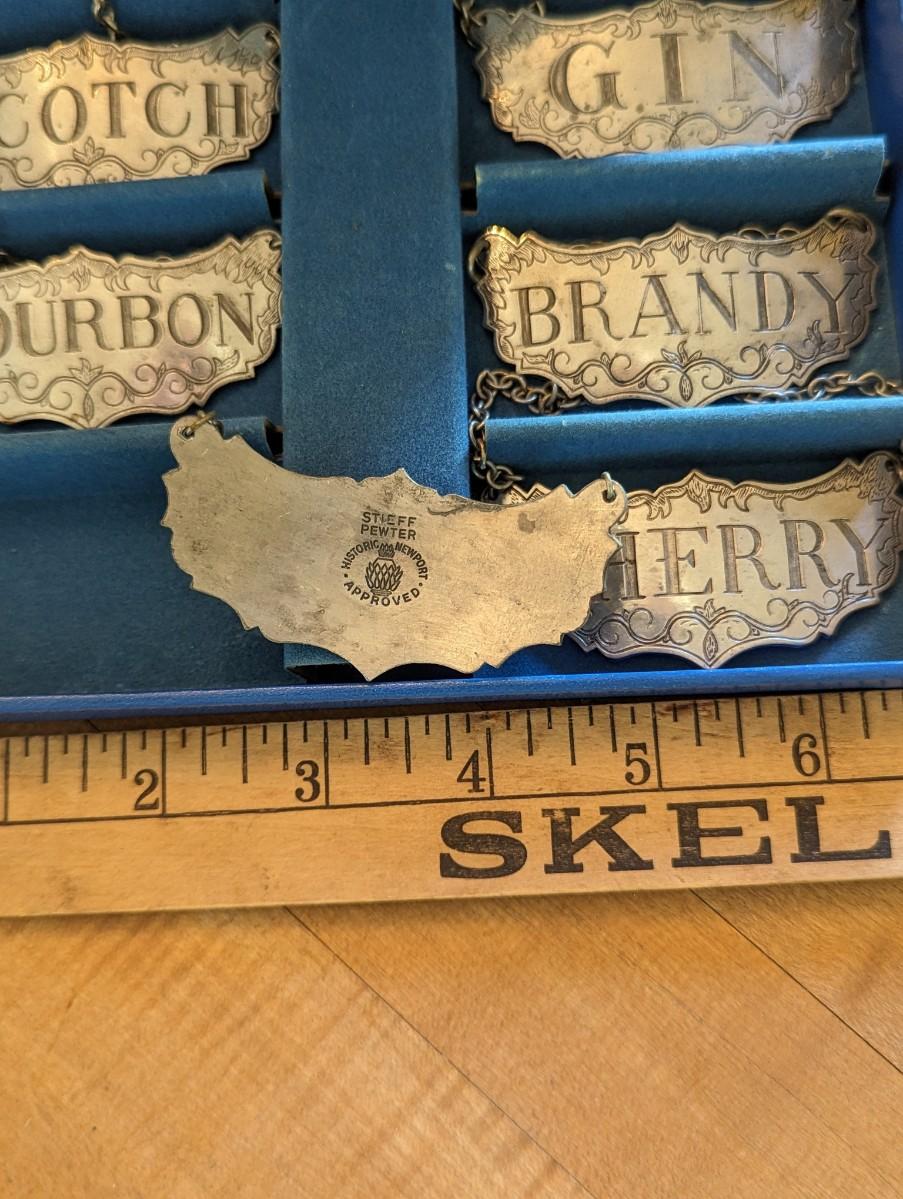 COTCH
GIN
OURBON
BRANDY
HERRY
STIEFF
PEWTER
HISTORIC NEWPORT
• APPROVED •
2 3 4 5 6
SKEL